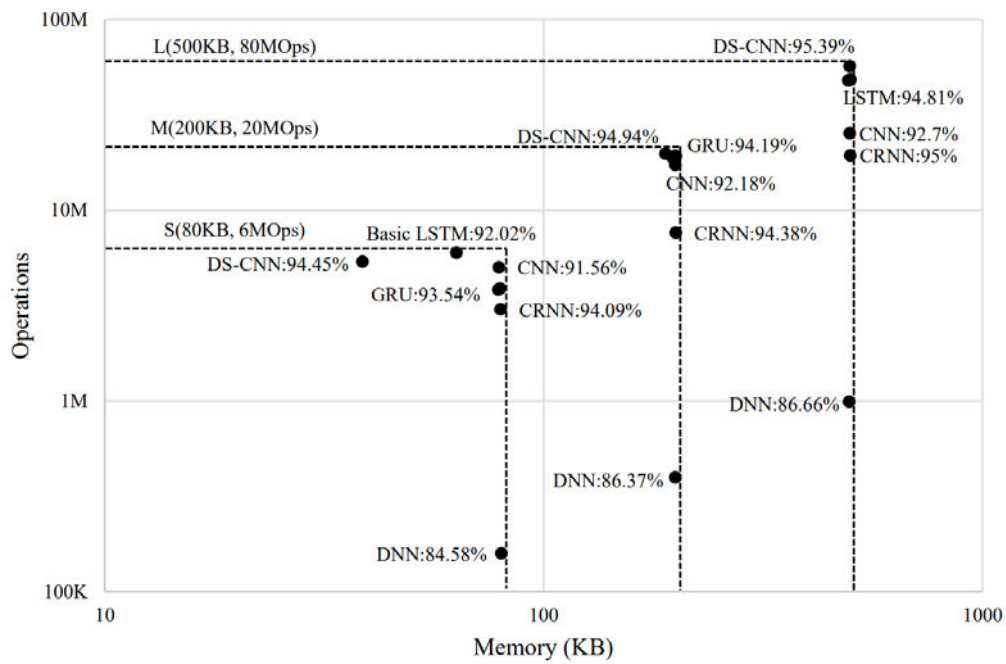 100M
L(500KB, 80MOps)
DS-CNN:95.39%
LSTM:94.81%
M(200KB, 20MOps)
DS-CNN:94.94%
GRU:94.19%
CNN:92.7%
CRNN:95%
CNN:92.18%
10M
S(80KB, 6MOps)
Basic LSTM:92.02%
CRNN:94.38%
DS-CNN:94.45%
CNN:91.56%
GRU:93.54%
CRNN:94.09%
Operations
1M
DNN:86.66%
DNN:86.37%
DNN:84.58%
100K
10
100
1000
Memory (KB)